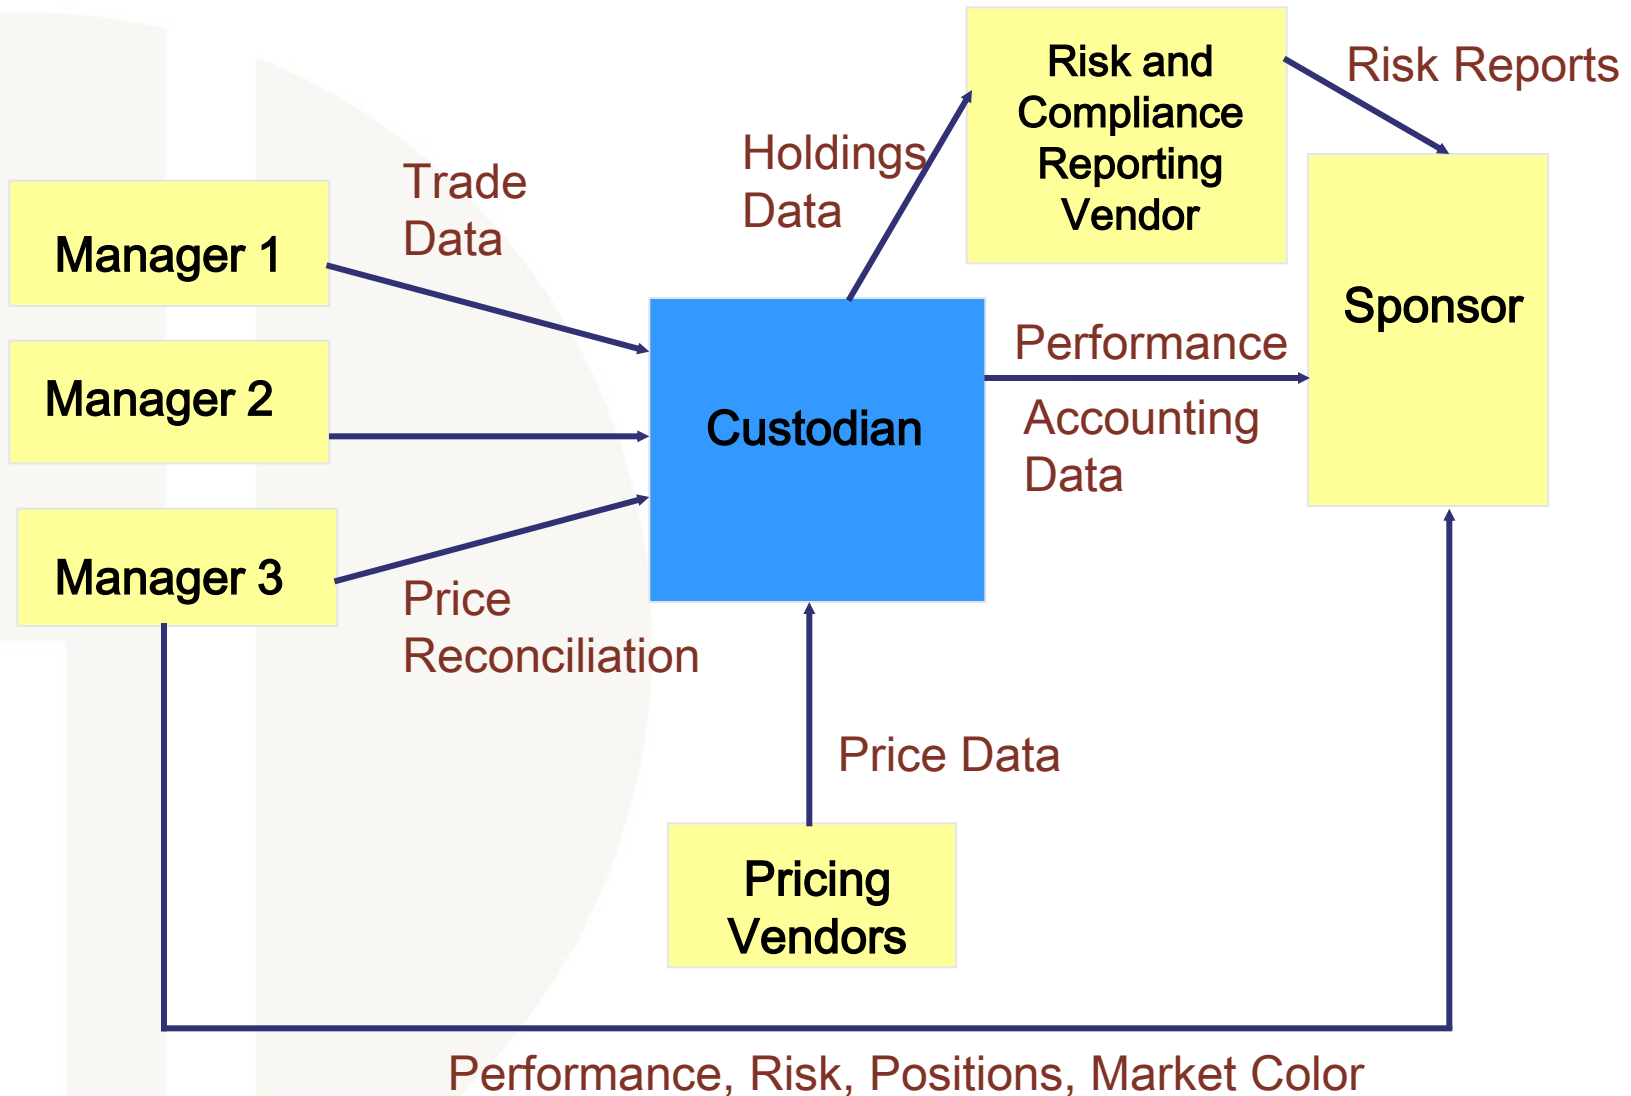 Risk and
Compliance
Reporting
Vendor
Risk Reports
Holdings
Data
Trade
Data
Manager 1
Manager 2
Manager 3
Custodian
Sponsor
Performance
Accounting
Data
Price
Reconciliation
Price Data
Pricing
Vendors
Performance, Risk, Positions, Market Color